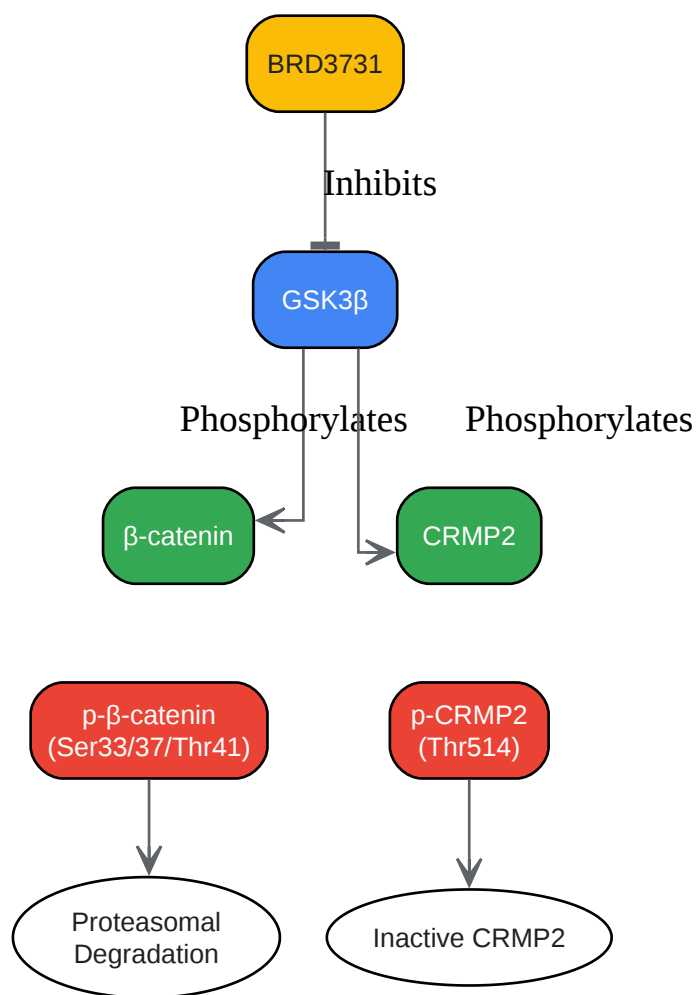 BRD3731
Inhibits
GSK3β
Phosphorylates
Phosphorylates
β-catenin
CRMP2
p-β-catenin
(Ser33/37/Thr41)
p-CRMP2
(Thr514)
Proteasomal
Degradation
Inactive CRMP2